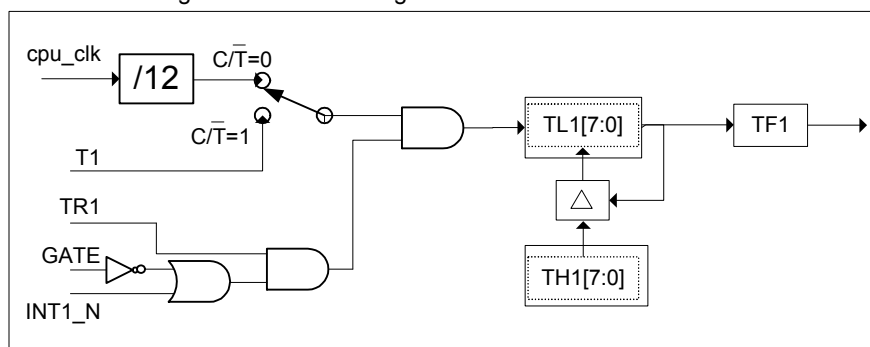 cpu_clk
/12
C/T̅=0
C/T̅=1
T1
TR1
GATE
INT1_N
TL1[7:0]
TF1
△
TH1[7:0]